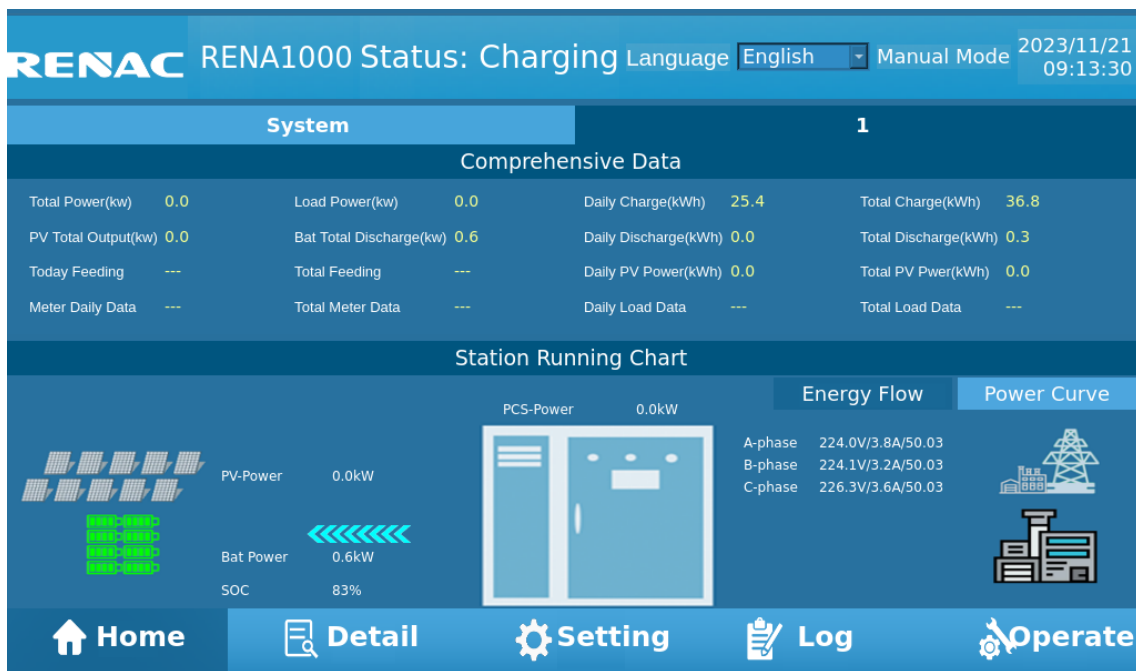 RENAC RENA1000 Status: Charging Language English Manual Mode 2023/11/21 09:13:30
System 1
Comprehensive Data
Total Power(kw) 0.0 Load Power(kw) 0.0 Daily Charge(kWh) 25.4 Total Charge(kWh) 36.8
PV Total Output(kw) 0.0 Bat Total Discharge(kw) 0.6 Daily Discharge(kWh) 0.0 Total Discharge(kWh) 0.3
Today Feeding --- Total Feeding --- Daily PV Power(kWh) 0.0 Total PV Pwer(kWh) 0.0
Meter Daily Data --- Total Meter Data --- Daily Load Data --- Total Load Data ---
Station Running Chart
Energy Flow Power Curve
PCS-Power 0.0kW
A-phase 224.0V/3.8A/50.03
B-phase 224.1V/3.2A/50.03
C-phase 226.3V/3.6A/50.03
PV-Power 0.0kW
Bat Power 0.6kW
SOC 83%
Home Detail Setting Log Operate